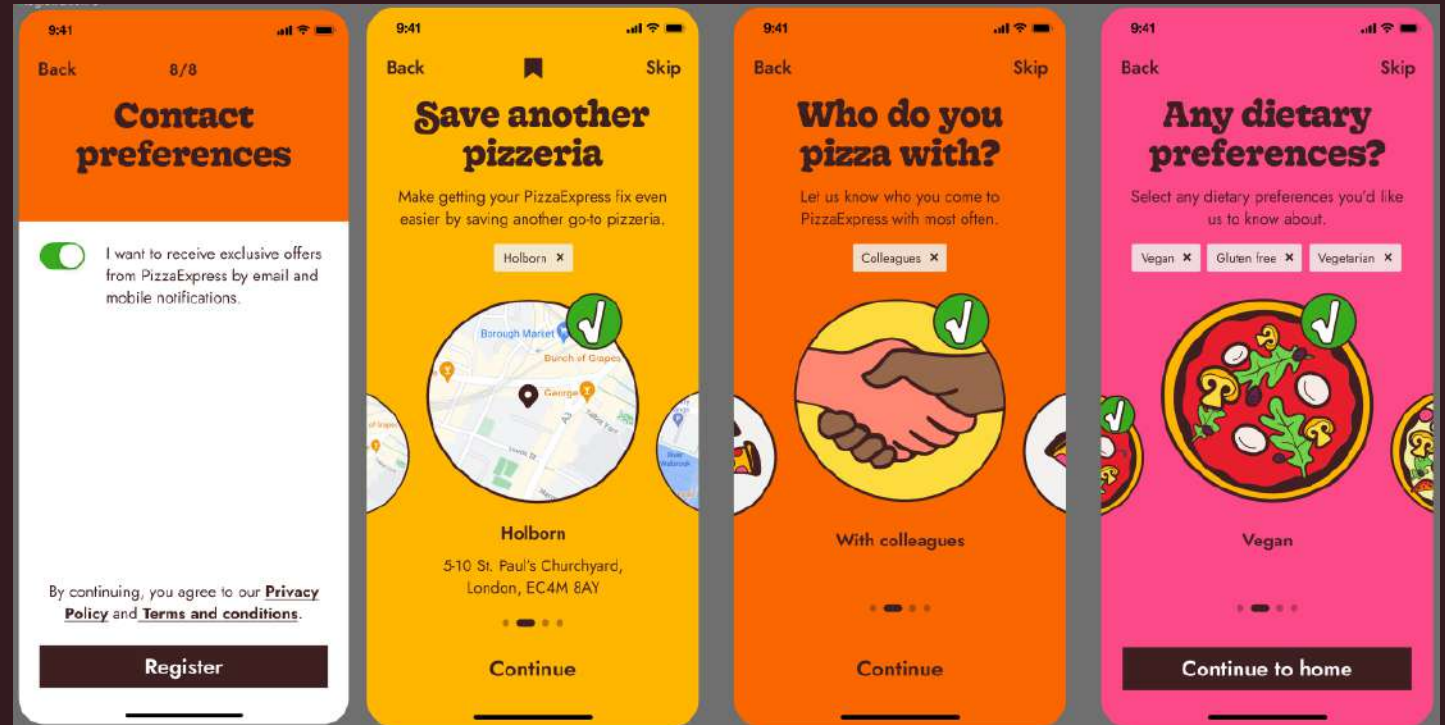 9:41
Back
8/8
Contact
preferences
I want to receive exclusive offers
from PizzaExpress by email and
mobile notifications.
By continuing, you agree to our Privacy
Policy and Terms and conditions.
Register
9:41
Back
Skip
Save another
pizzeria
Make getting your PizzaExpress fix even
easier by saving another go-to pizzeria.
Holborn ×
Borough Market
Bunch of Grapes
George
Holborn
5-10 St. Paul's Churchyard,
London, EC4M 8AY
Continue
9:41
Back
Skip
Who do you
pizza with?
Let us know who you come to
PizzaExpress with most often.
Colleagues ×
With colleagues
Continue
9:41
Back
Skip
Any dietary
preferences?
Select any dietary preferences you'd like
us to know about.
Vegan ×
Gluten free ×
Vegetarian ×
Vegan
Continue to home